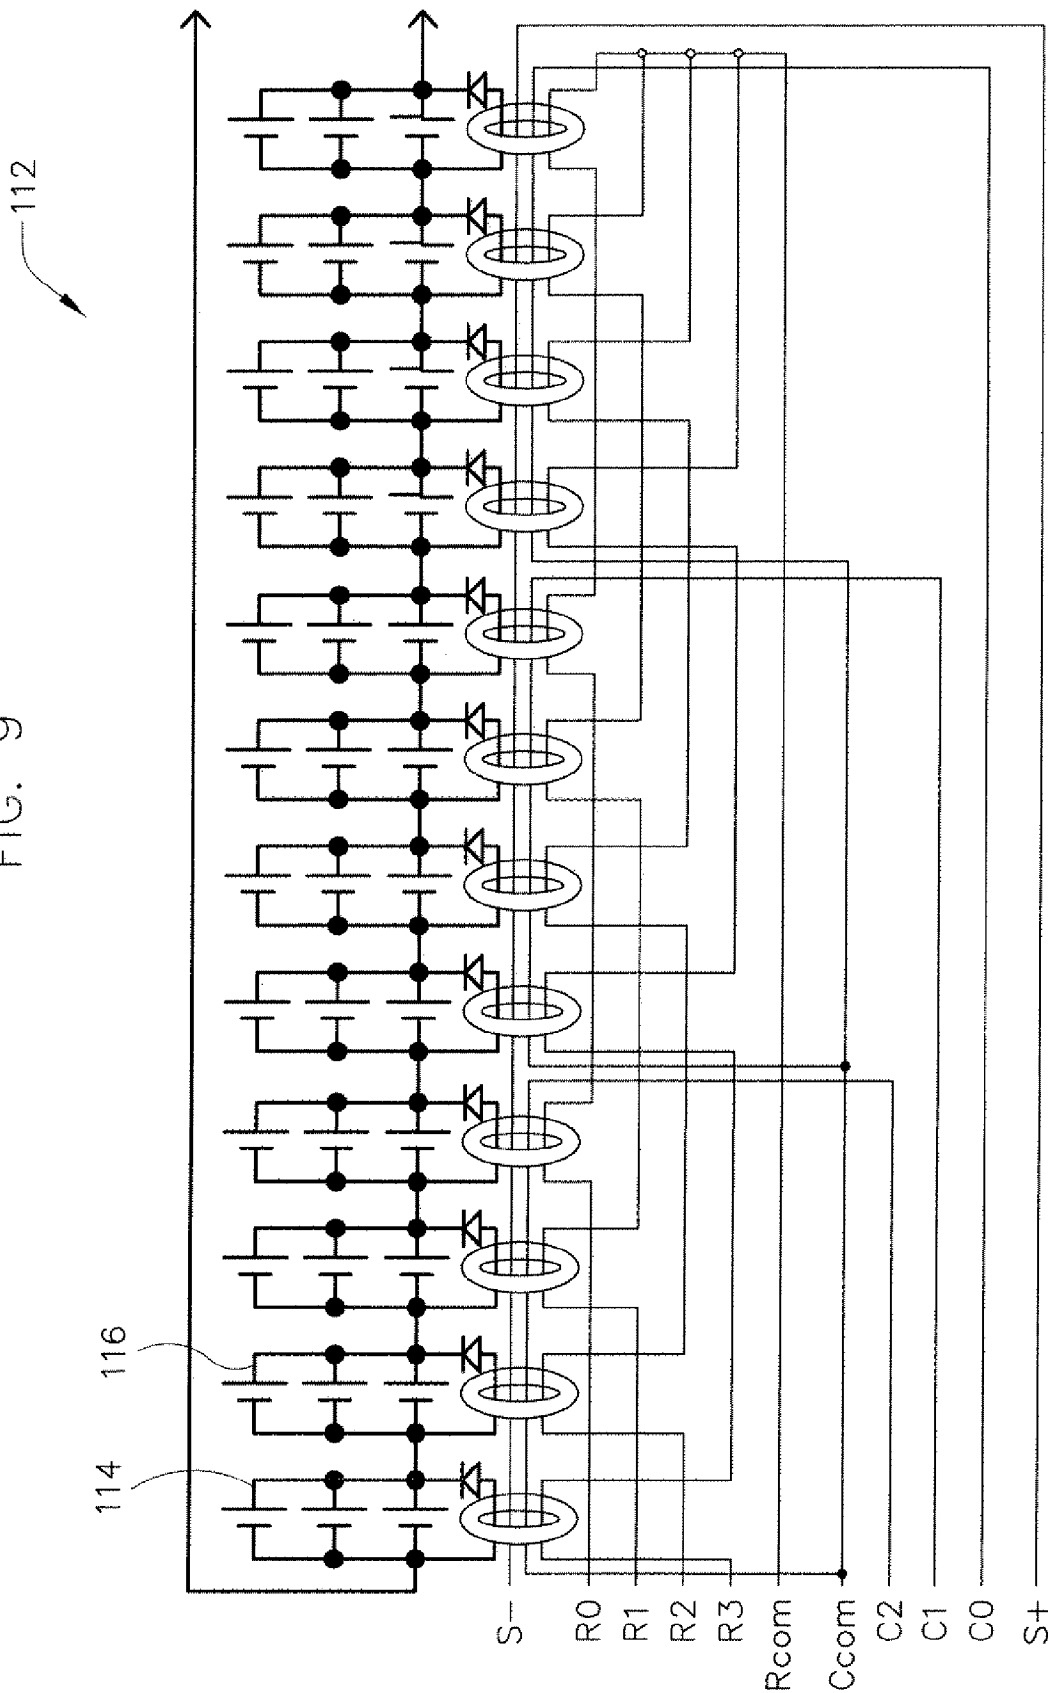 FIG. 9
112
116
114
S-
R0
R1
R2
R3
Rcom
Ccom
C2
C1
C0
S+